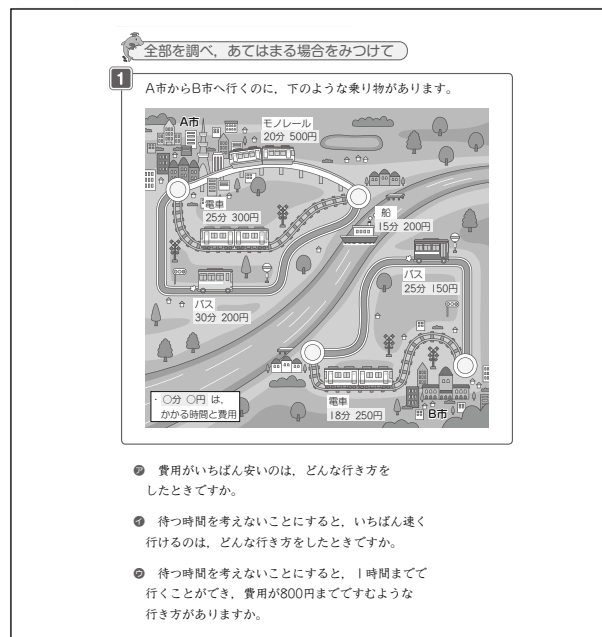 全部を調べ，あてはまる場合をみつけて
1
A市からB市へ行くのに，下のような乗り物があります。
A市
モノレール
20分 500円
電車
25分 300円
船
15分 200円
バス
25分 150円
バス
30分 200円
電車
18分 250円
B市
・○分 ○円 は，
かかる時間と費用
㋐ 費用がいちばん安いのは，どんな行き方を
したときですか。
㋑ 待つ時間を考えないことにすると，いちばん速く
行けるのは，どんな行き方をしたときですか。
㋒ 待つ時間を考えないことにすると，1時間までで
行くことができ，費用が800円まですむような
行き方がありますか。